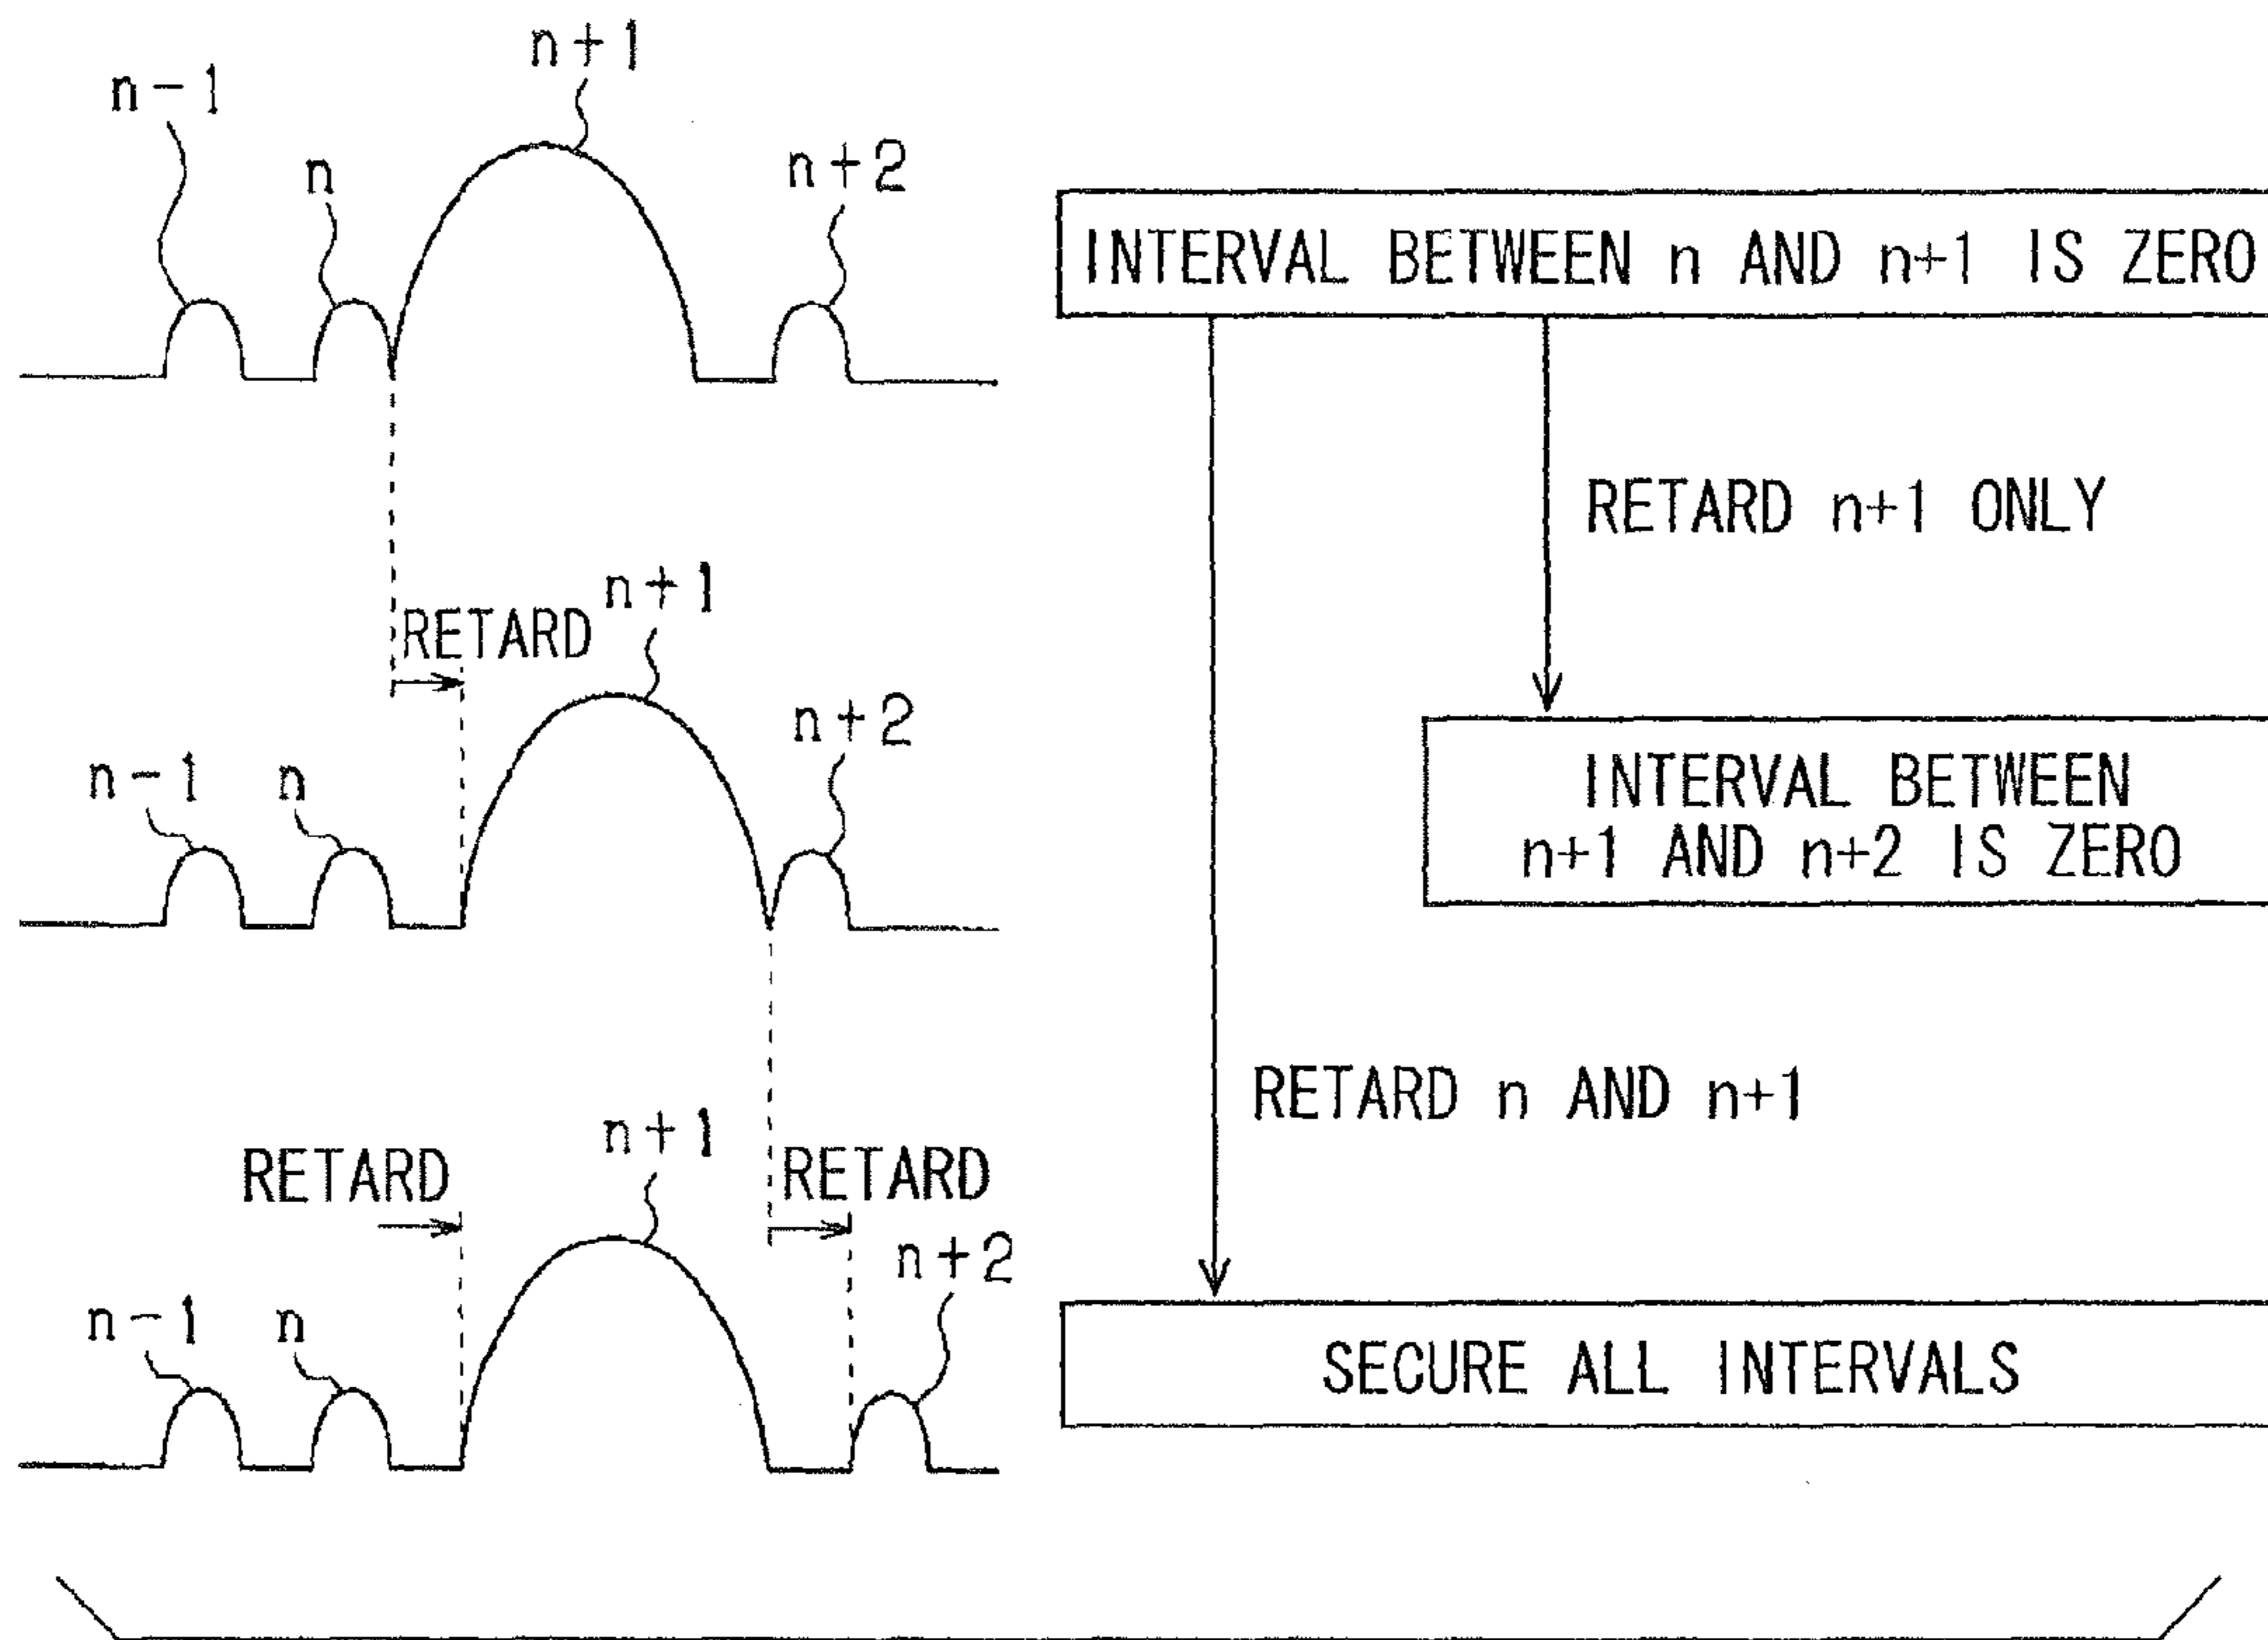 n+1
n-1
n
n+2
INTERVAL BETWEEN n AND n+1 IS ZERO
RETARD n+1 ONLY
n+1
RETARD
n+2
n-1
n
INTERVAL BETWEEN
n+1 AND n+2 IS ZERO
RETARD n AND n+1
n+1
RETARD
RETARD
n+2
n-1
n
SECURE ALL INTERVALS